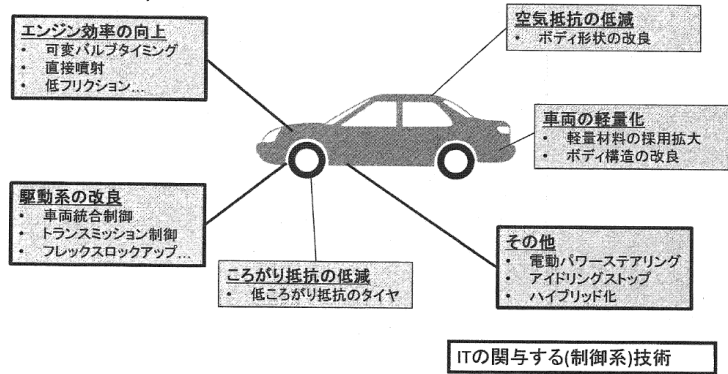 エンジン効率の向上
・ 可変バルブタイミング
・ 直接噴射
・ 低フリクション…
空気抵抗の低減
・ ボディ形状の改良
車両の軽量化
・ 軽量材料の採用拡大
・ ボディ構造の改良
駆動系の改良
・ 車両統合制御
・ トランスミッション制御
・ フレックスロックアップ…
ころがり抵抗の低減
・ 低ころがり抵抗のタイヤ
その他
・ 電動パワーステアリング
・ アイドリングストップ
・ ハイブリッド化
ITの関与する(制御系)技術